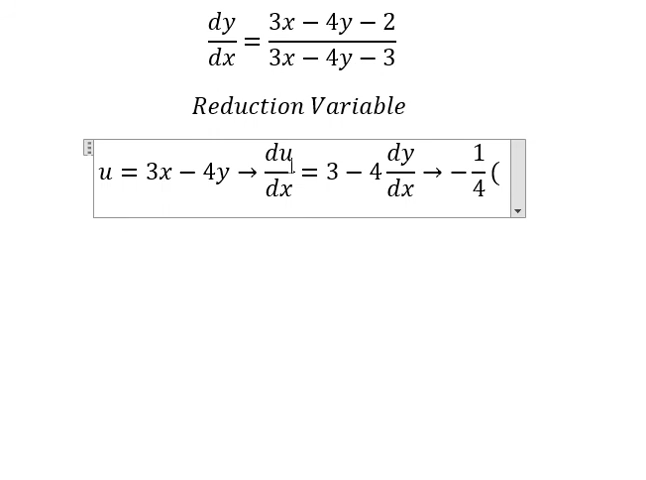 dy/dx = (3x − 4y − 2)/(3x − 4y − 3)
Reduction Variable
u = 3x − 4y → du/dx = 3 − 4 dy/dx → − 1/4 (